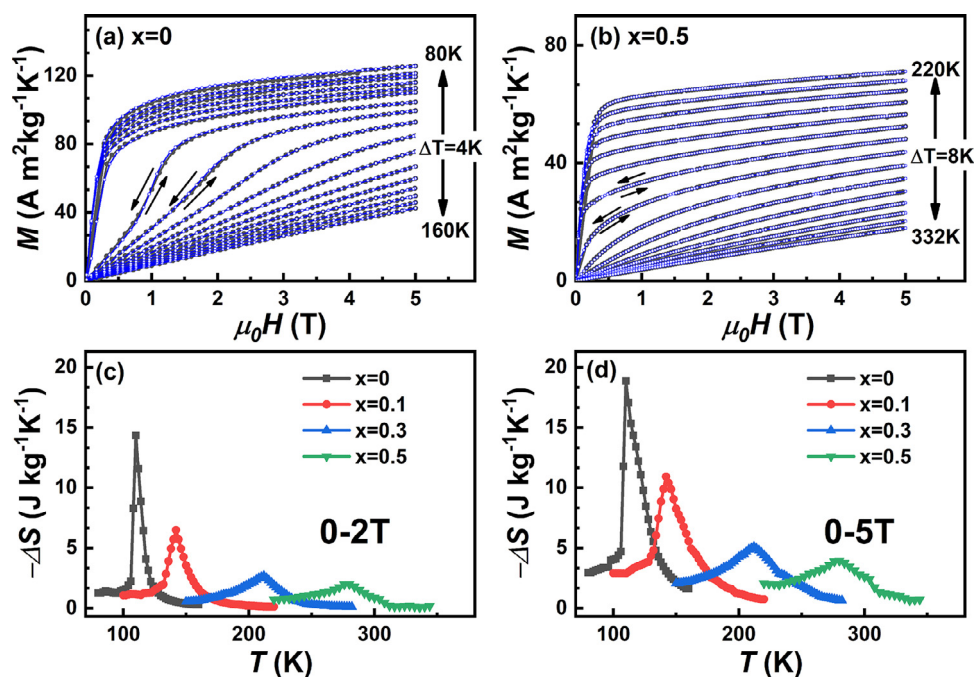 (a) x=0
80K
ΔT=4K
160K
M (A m²kg⁻¹K⁻¹)
120
80
40
0
0 1 2 3 4 5
μ₀H (T)
(b) x=0.5
220K
ΔT=8K
332K
M (A m²kg⁻¹K⁻¹)
80
40
0
0 1 2 3 4 5
μ₀H (T)
(c)
x=0
x=0.1
x=0.3
x=0.5
0-2T
−ΔS (J kg⁻¹K⁻¹)
20
15
10
5
0
100 200 300
T (K)
(d)
x=0
x=0.1
x=0.3
x=0.5
0-5T
−ΔS (J kg⁻¹K⁻¹)
20
15
10
5
0
100 200 300
T (K)